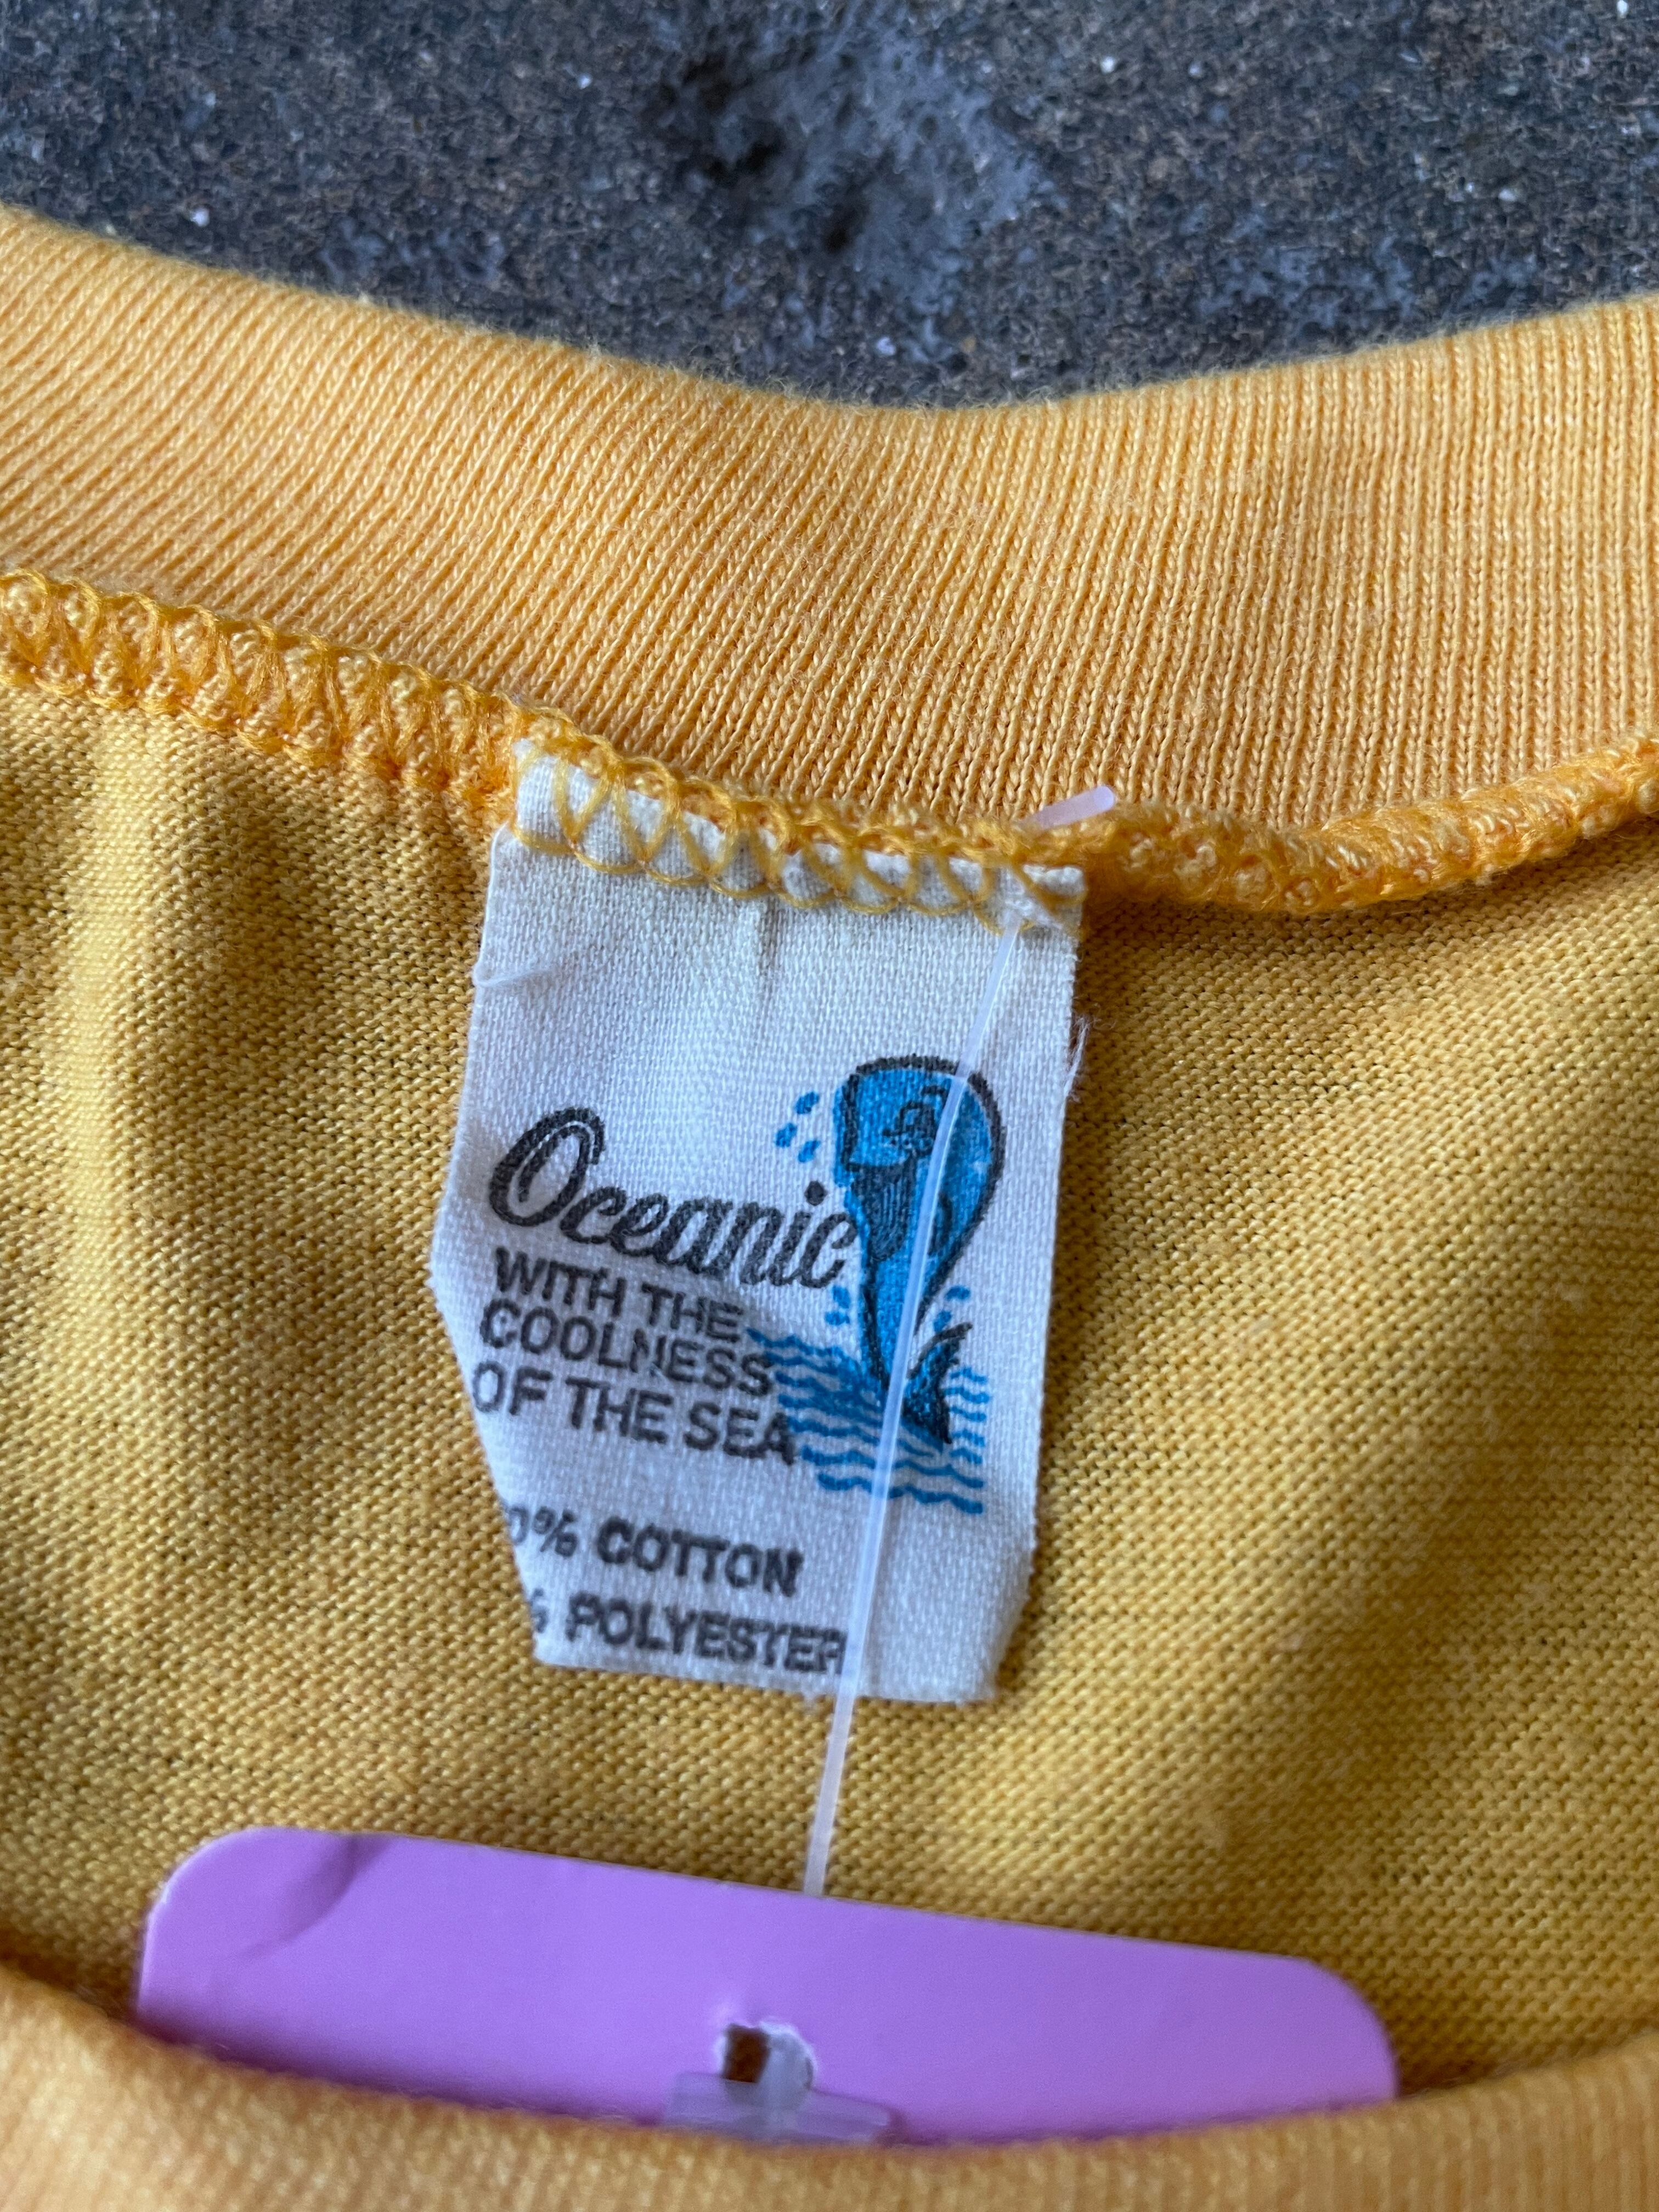 Oceanic
WITH THE
COOLNESS
OF THE SEA
0% COTTON
% POLYESTER